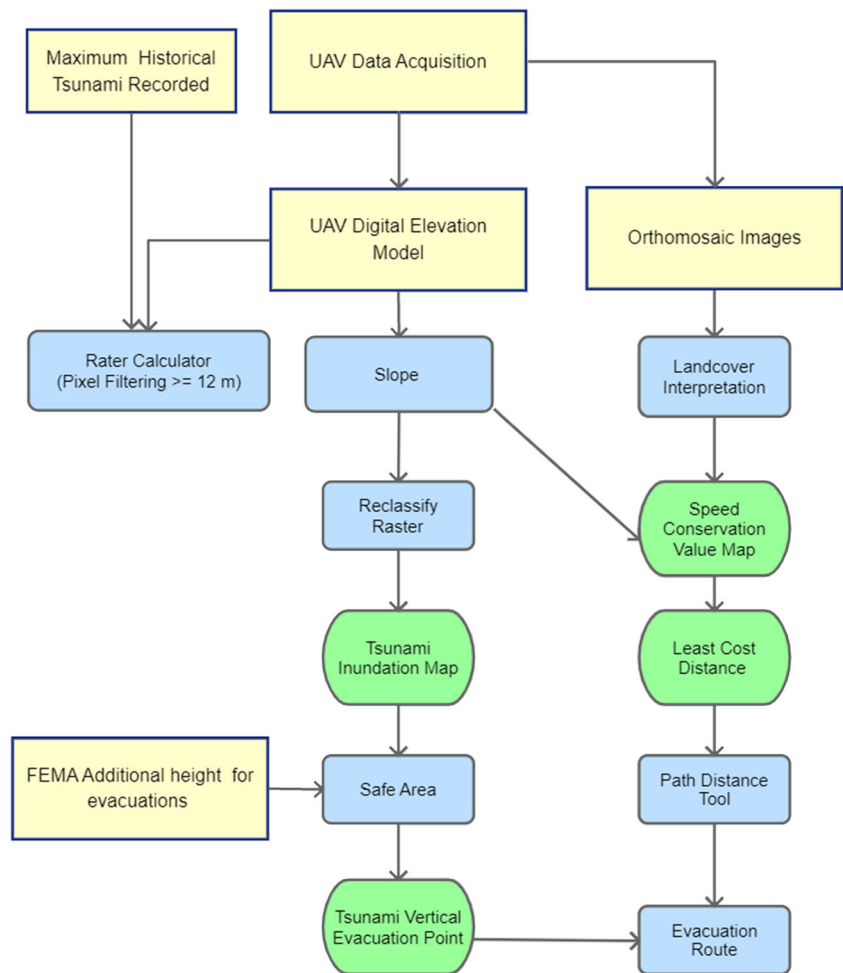 Maximum Historical
Tsunami Recorded
UAV Data Acquisition
UAV Digital Elevation
Model
Orthomosaic Images
Rater Calculator
(Pixel Filtering >= 12 m)
Slope
Landcover
Interpretation
Reclassify
Raster
Speed
Conservation
Value Map
Tsunami
Inundation Map
Least Cost
Distance
FEMA Additional height for
evacuations
Safe Area
Path Distance
Tool
Tsunami Vertical
Evacuation Point
Evacuation
Route